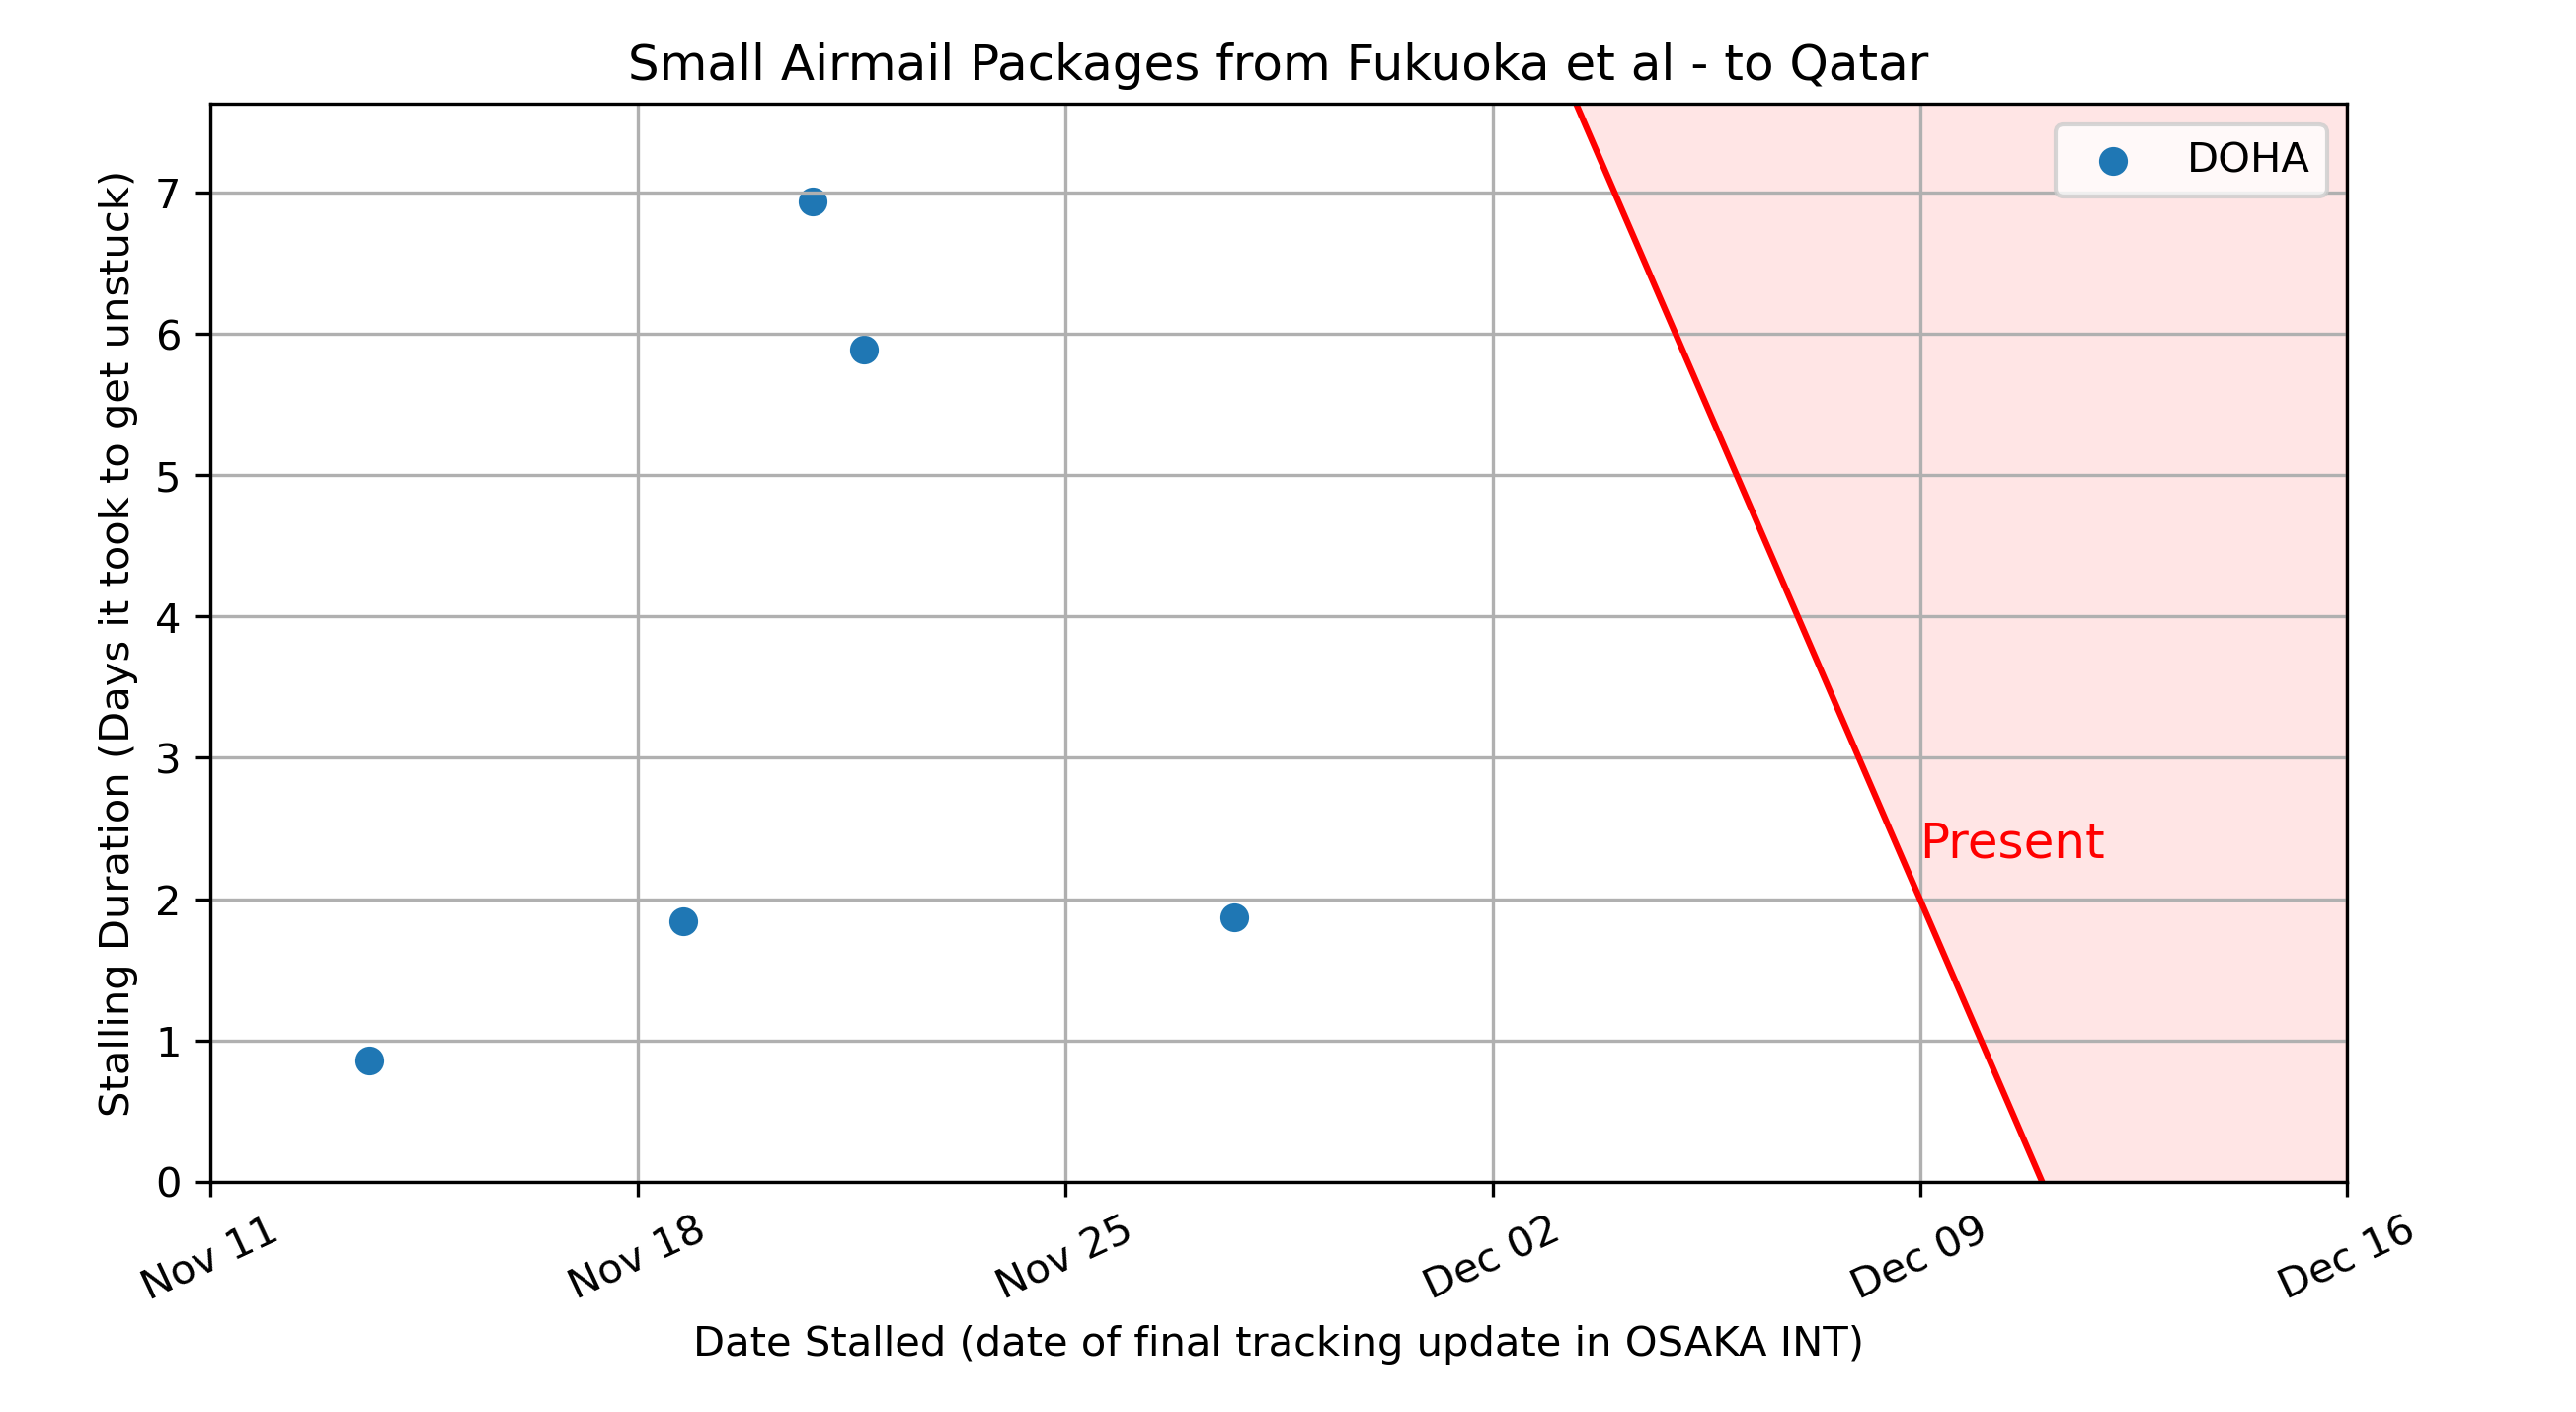 Small Airmail Packages from Fukuoka et al - to Qatar
DOHA
Stalling Duration (Days it took to get unstuck)
7
6
5
4
3
2
1
0
Present
Nov 11
Nov 18
Nov 25
Dec 02
Dec 09
Dec 16
Date Stalled (date of final tracking update in OSAKA INT)